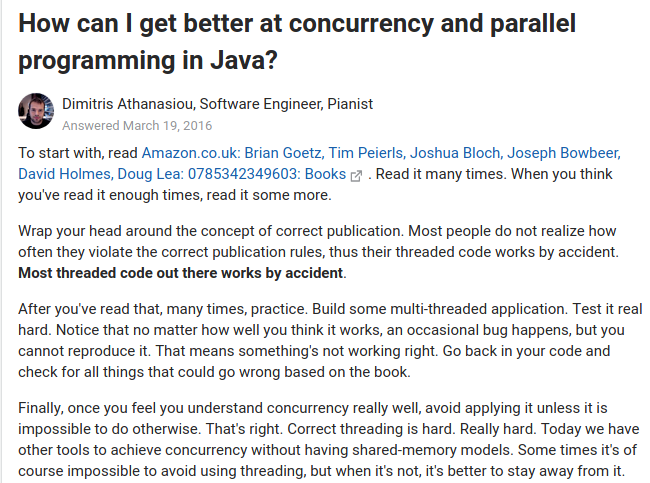 How can I get better at concurrency and parallel
programming in Java?
Dimitris Athanasiou, Software Engineer, Pianist
Answered March 19, 2016
To start with, read Amazon.co.uk: Brian Goetz, Tim Peierls, Joshua Bloch, Joseph Bowbeer,
David Holmes, Doug Lea: 0785342349603: Books . Read it many times. When you think
you've read it enough times, read it some more.
Wrap your head around the concept of correct publication. Most people do not realize how
often they violate the correct publication rules, thus their threaded code works by accident.
Most threaded code out there works by accident.
After you've read that, many times, practice. Build some multi-threaded application. Test it real
hard. Notice that no matter how well you think it works, an occasional bug happens, but you
cannot reproduce it. That means something's not working right. Go back in your code and
check for all things that could go wrong based on the book.
Finally, once you feel you understand concurrency really well, avoid applying it unless it is
impossible to do otherwise. That's right. Correct threading is hard. Really hard. Today we have
other tools to achieve concurrency without having shared-memory models. Some times it's of
course impossible to avoid using threading, but when it's not, it's better to stay away from it.